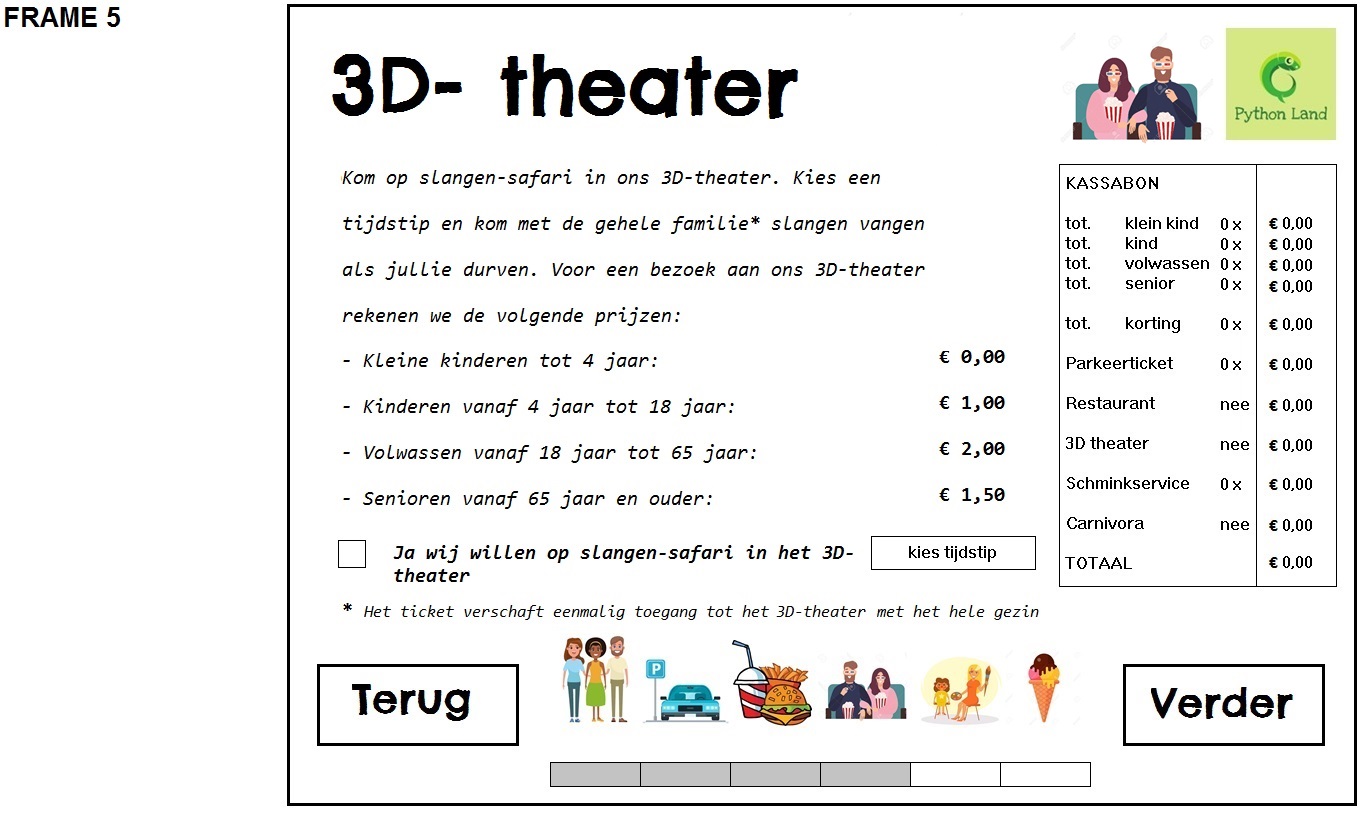 FRAME 5
3D- theater
Python Land
Kom op slangen-safari in ons 3D-theater. Kies een
tijdstip en kom met de gehele familie* slangen vangen
als jullie durven. Voor een bezoek aan ons 3D-theater
rekenen we de volgende prijzen:
- Kleine kinderen tot 4 jaar: € 0,00
- Kinderen vanaf 4 jaar tot 18 jaar: € 1,00
- Volwassen vanaf 18 jaar tot 65 jaar: € 2,00
- Senioren vanaf 65 jaar en ouder: € 1,50
Ja wij willen op slangen-safari in het 3D-
theater
kies tijdstip
* Het ticket verschaft eenmalig toegang tot het 3D-theater met het hele gezin
KASSABON
tot. klein kind 0 x € 0,00
tot. kind 0 x € 0,00
tot. volwassen 0 x € 0,00
tot. senior 0 x € 0,00
tot. korting 0 x € 0,00
Parkeerticket 0 x € 0,00
Restaurant nee € 0,00
3D theater nee € 0,00
Schminkservice 0 x € 0,00
Carnivora nee € 0,00
TOTAAL € 0,00
P
Terug
Verder